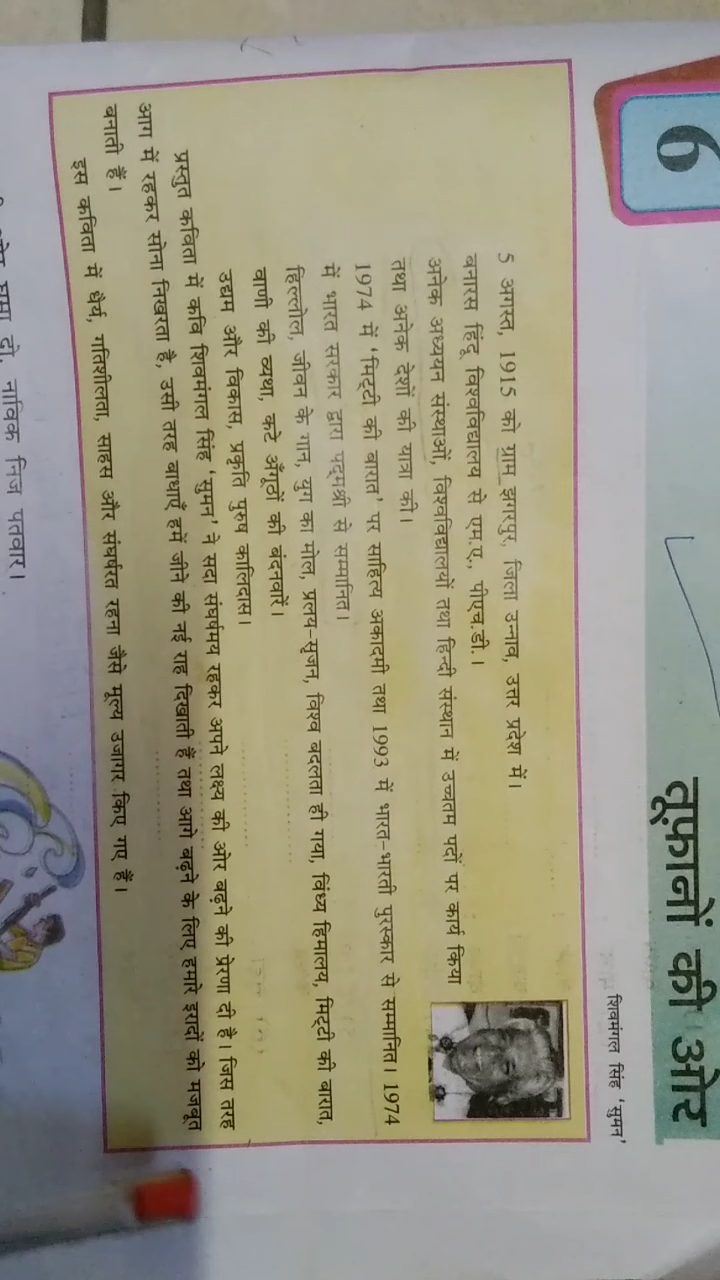 6
तूफानों की ओर
शिवमंगल सिंह 'सुमन'
5 अगस्त, 1915 को ग्राम झगरपुर, जिला उन्नाव, उत्तर प्रदेश में।
बनारस हिंदू विश्वविद्यालय से एम.ए., पीएच.डी.।
अनेक अध्ययन संस्थाओं, विश्वविद्यालयों तथा हिन्दी संस्थान में उच्चतम पदों पर कार्य किया
तथा अनेक देशों की यात्रा की।
1974 में 'मिट्टी की बारात' पर साहित्य अकादमी तथा 1993 में भारत-भारती पुरस्कार से सम्मानित। 1974
में भारत सरकार द्वारा पद्मश्री से सम्मानित।
हिल्लोल, जीवन के गान, युग का मोल, प्रलय-सृजन, विश्व बदलता ही गया, विंध्य हिमालय, मिट्टी की बारात,
वाणी की व्यथा, कटे अँगूठों की बंदनवारें।
उद्यम और विकास, प्रकृति पुरुष कालिदास।
प्रस्तुत कविता में कवि शिवमंगल सिंह 'सुमन' ने सदा संघर्षमय रहकर अपने लक्ष्य की ओर बढ़ने की प्रेरणा दी है। जिस तरह
आग में रहकर सोना निखरता है, उसी तरह बाधाएँ हमें जीने की नई राह दिखाती हैं तथा आगे बढ़ने के लिए हमारे इरादों को मजबूत
बनाती हैं।
इस कविता में धैर्य, गतिशीलता, साहस और संघर्षरत रहना जैसे मूल्य उजागर किए गए हैं।
घुमा दो, नाविक निज पतवार।